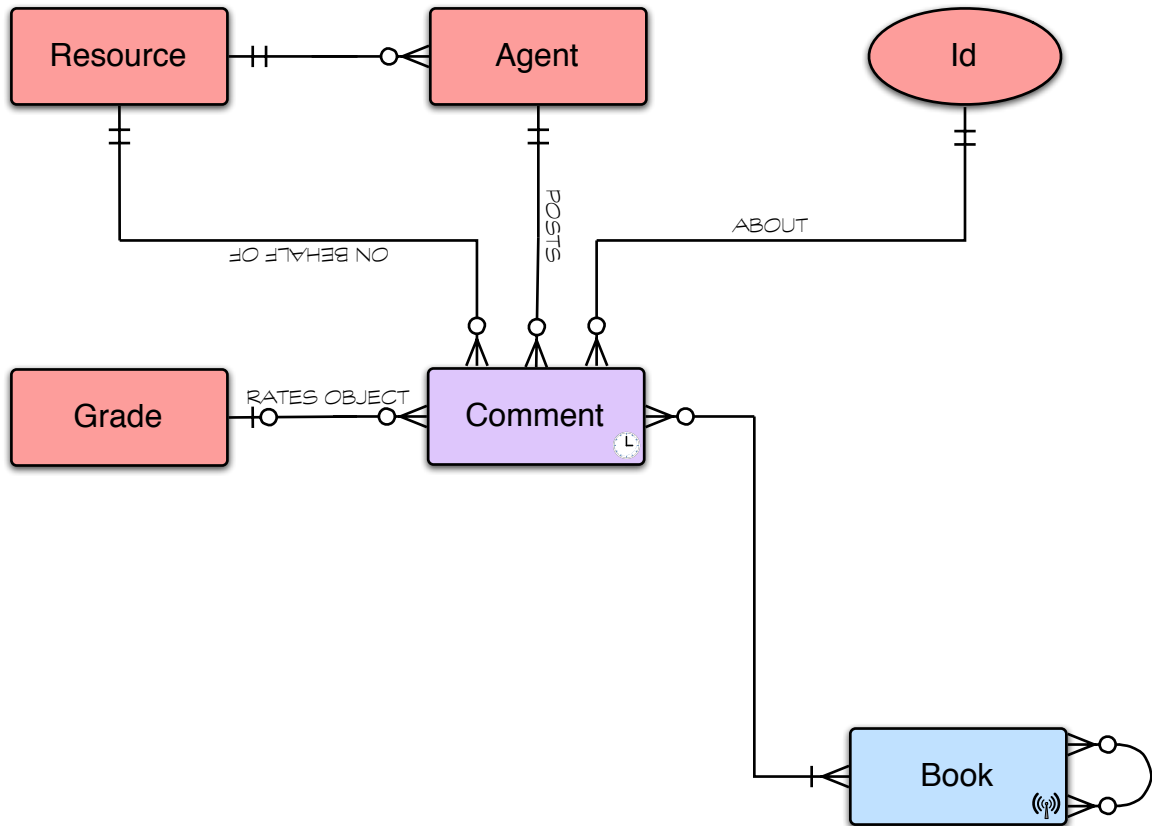 Resource
Agent
Id
POSTS
ABOUT
ON BEHALF OF
RATES OBJECT
Grade
Comment
Book